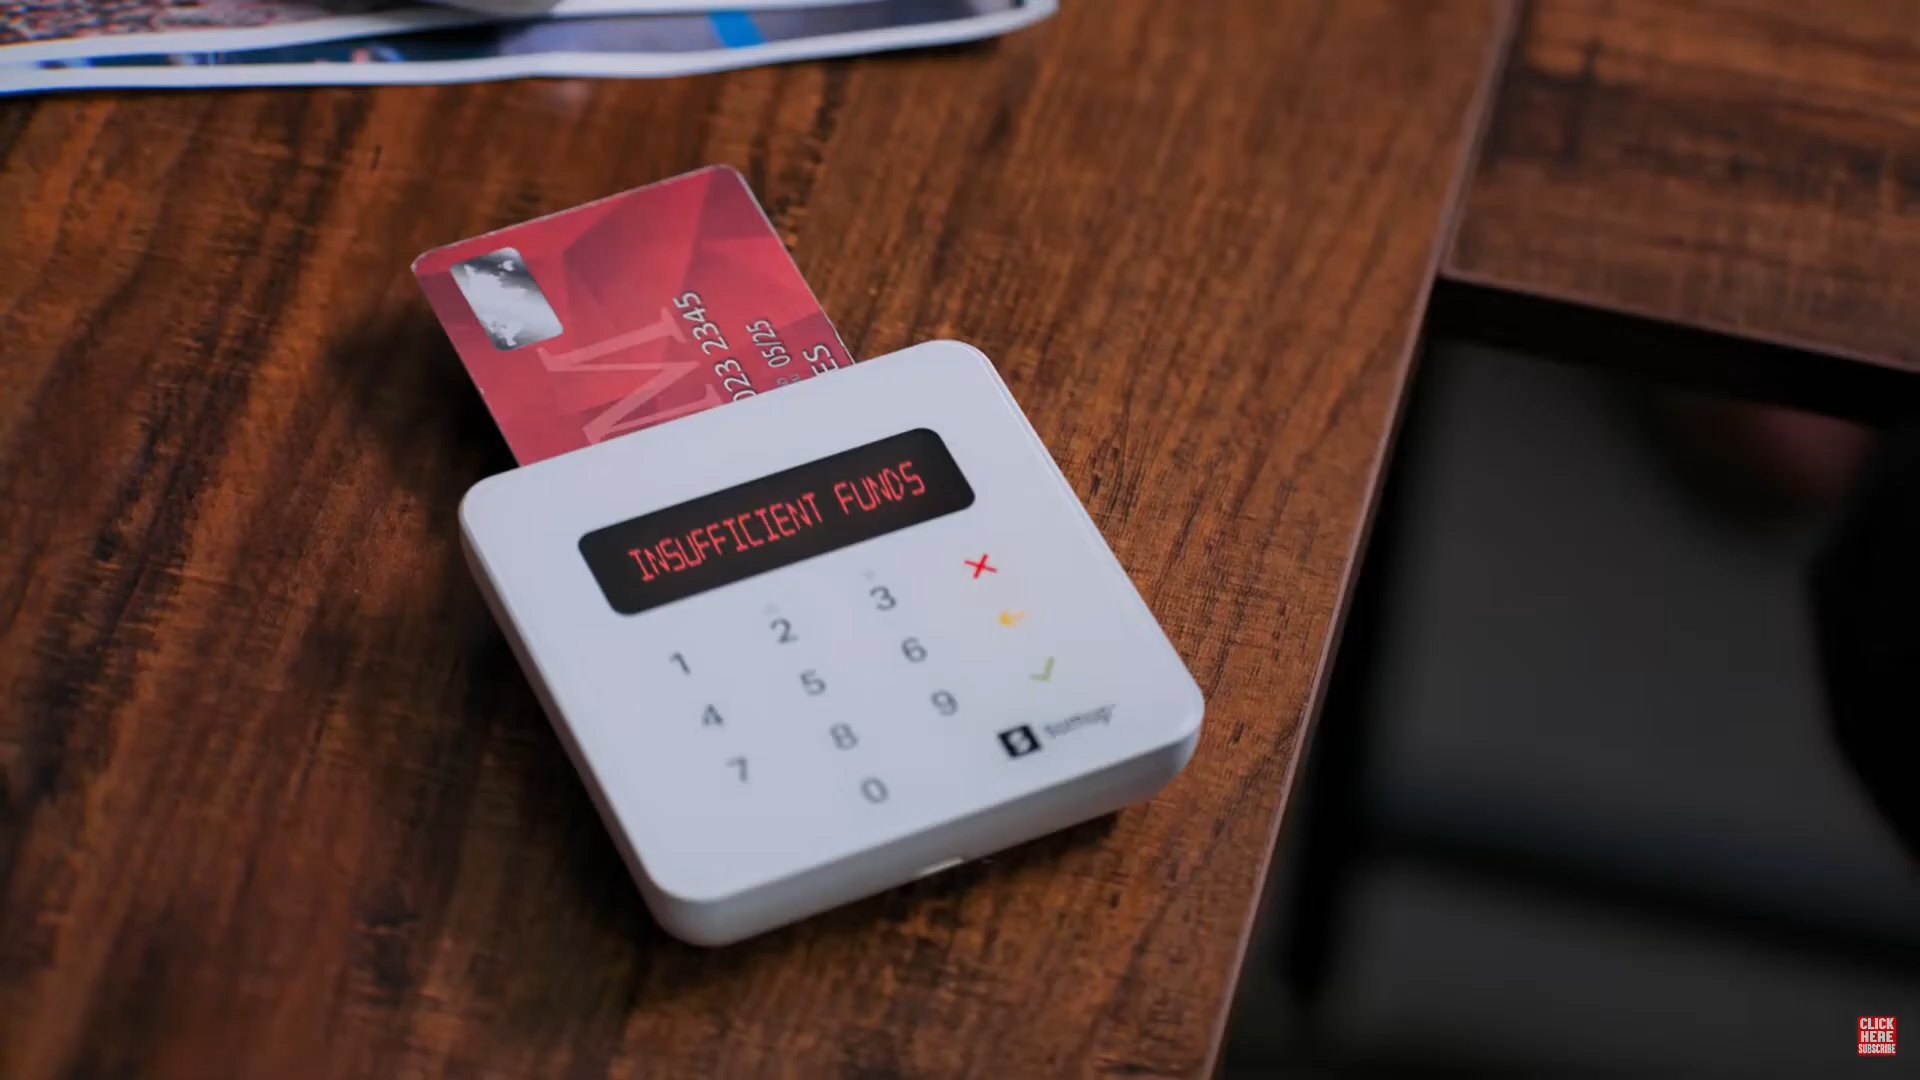 023 2345
05/25
ES
INSUFFICIENT FUNDS
1 2 3
4 5 6
7 8 9
0
sumup
CLICK
HERE
SUBSCRIBE